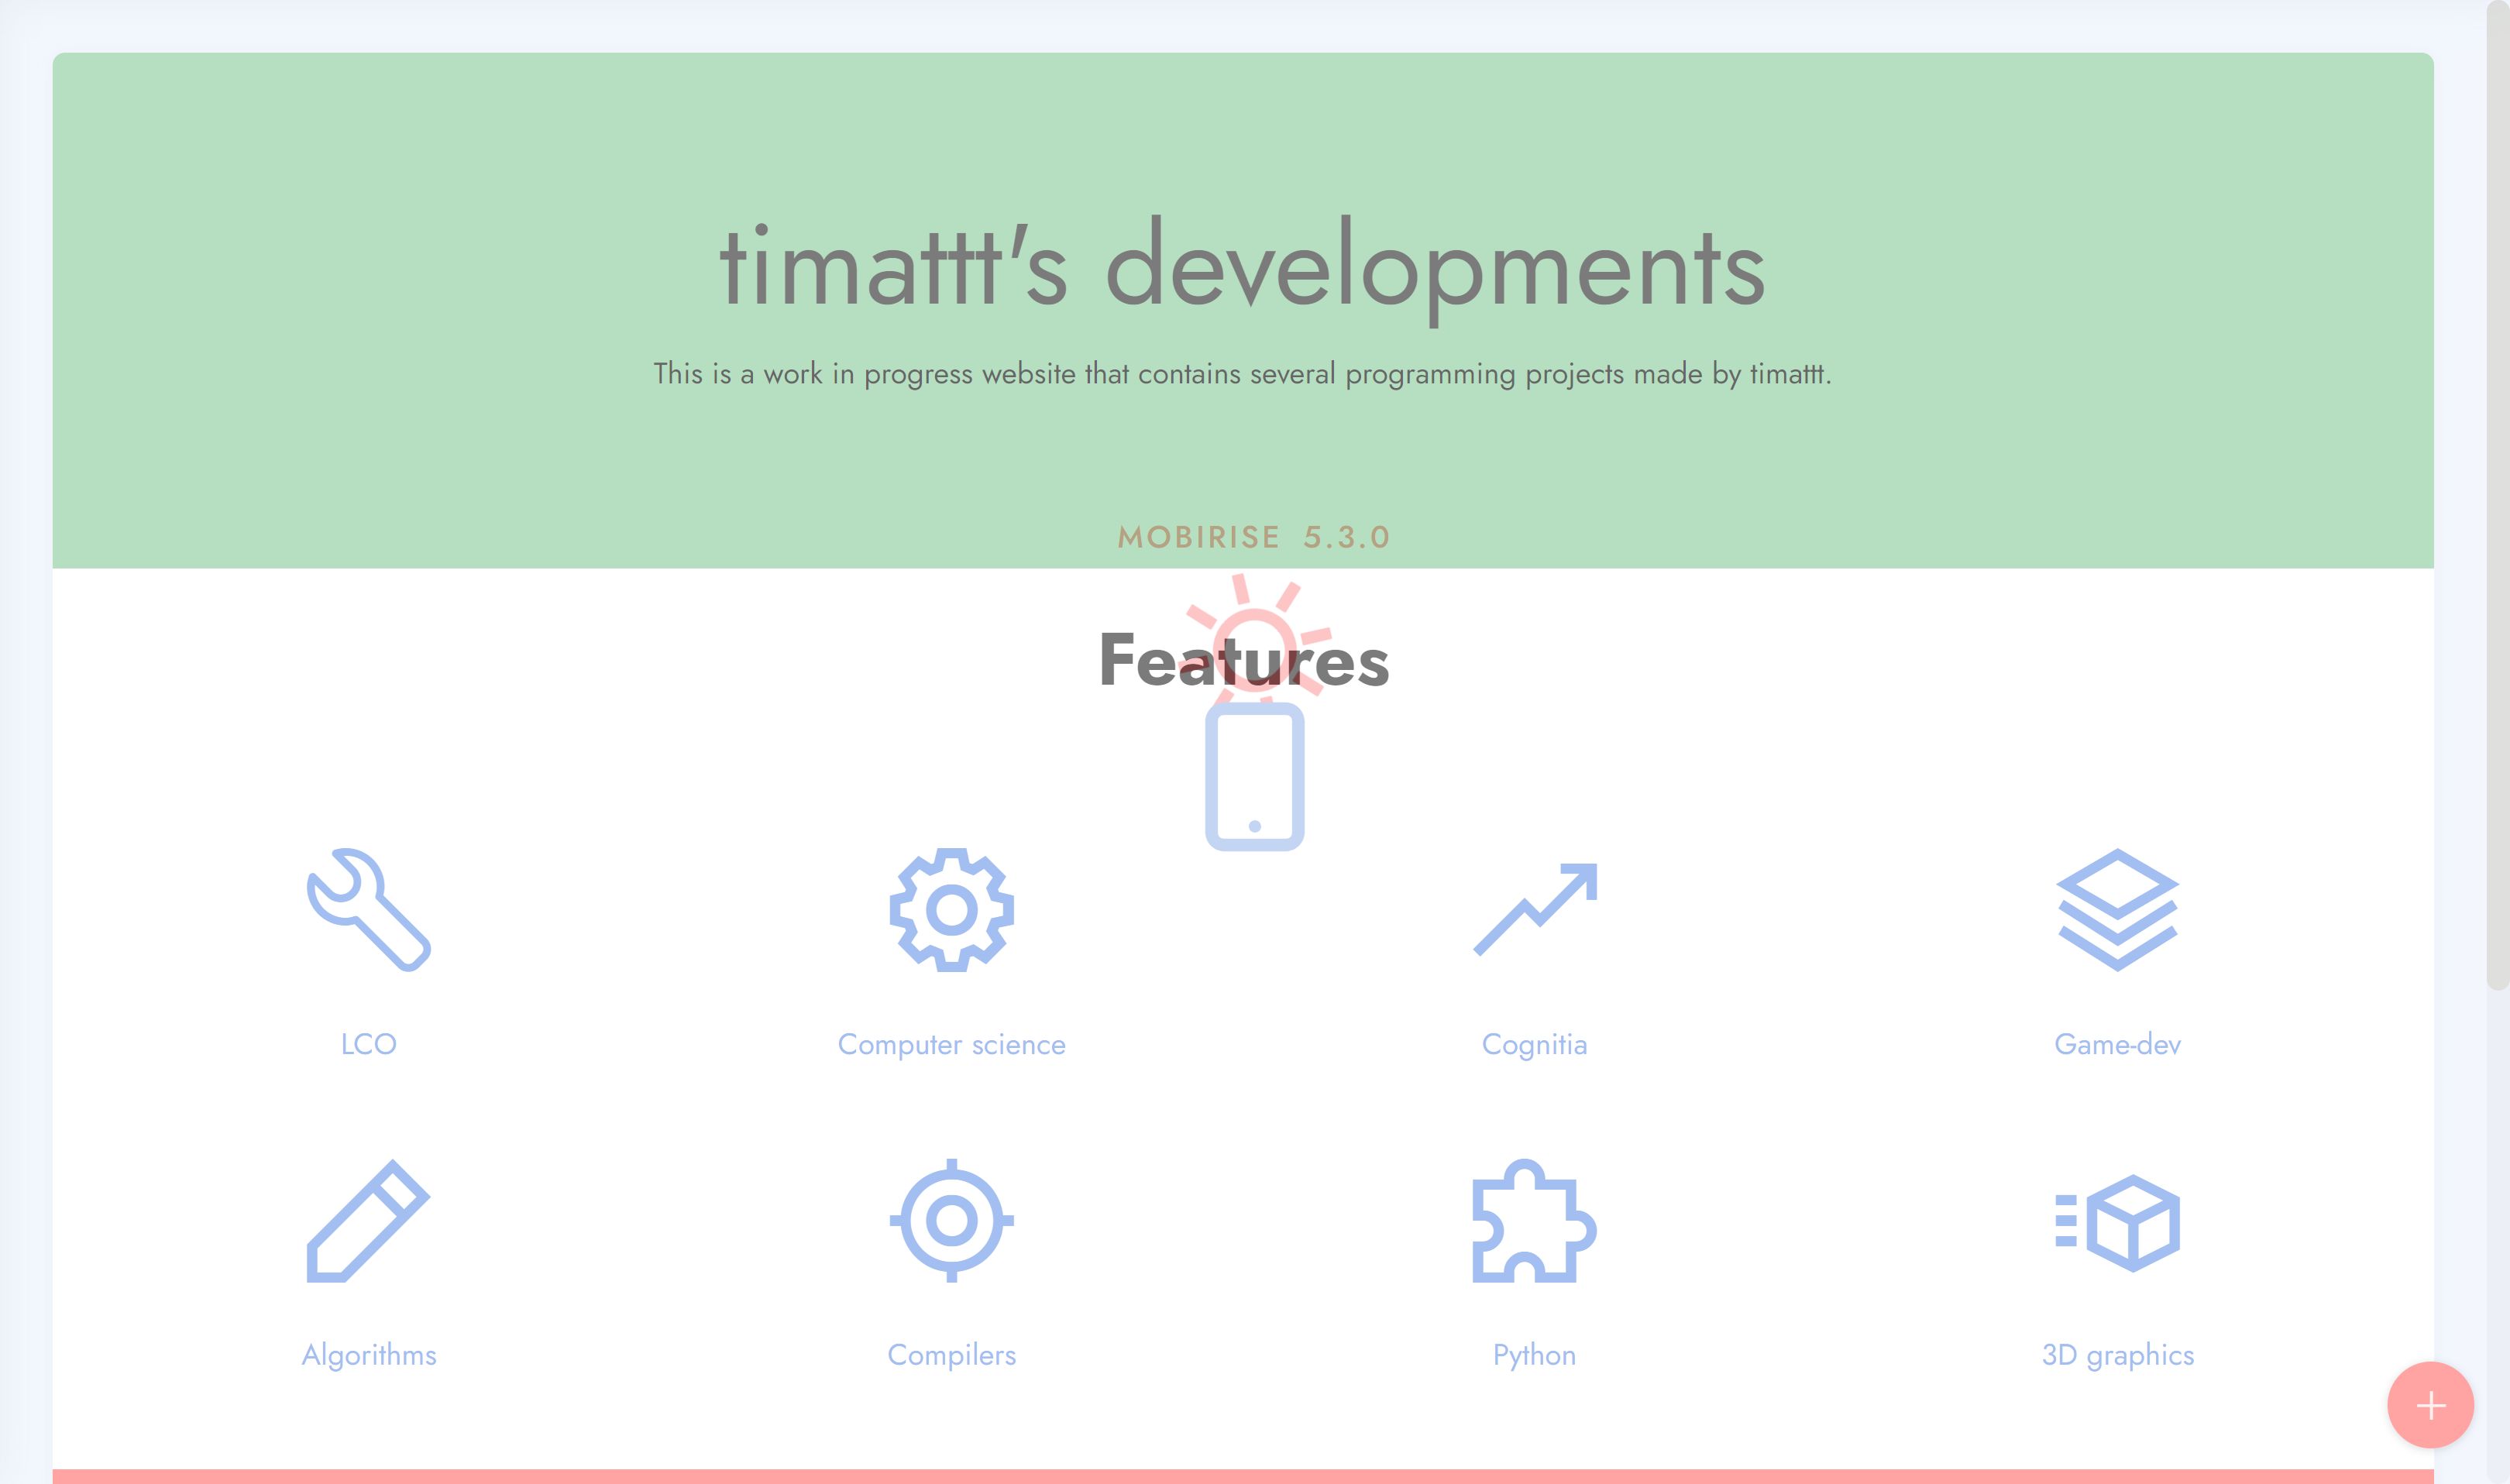 timattt's developments
This is a work in progress website that contains several programming projects made by timattt.
MOBIRISE 5.3.0
Features
LCO
Computer science
Cognitia
Game-dev
Algorithms
Compilers
Python
3D graphics